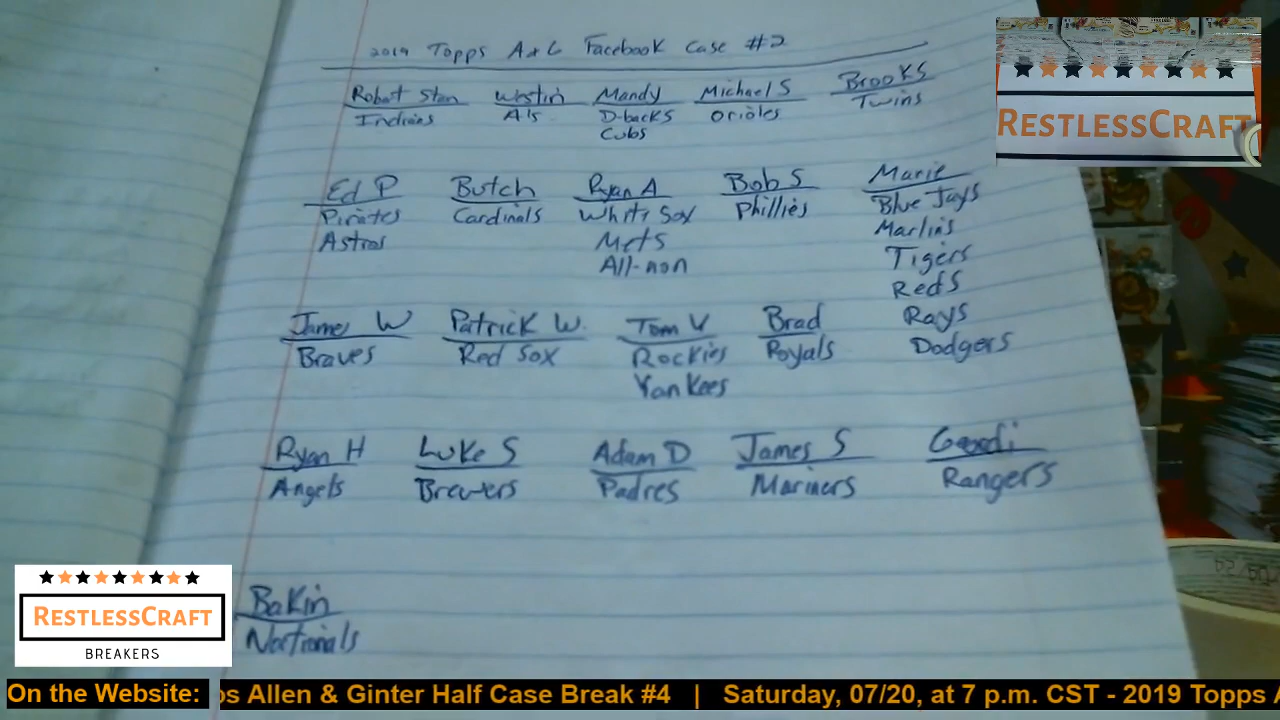 2019 Topps A&G Facebook Case #2
Robot Stan Westin Mandy Michael S Brooks
Indians A's D-backs Orioles Twins
Cubs
Ed P Butch Ryan A Bob S Marie
Pirates Cardinals White Sox Phillies Blue Jays
Astros Mets Marlins
All-non Tigers
Reds
James W Patrick W. Tom V Brad Rays
Braves Red Sox Rockies Royals Dodgers
Yankees
Ryan H Luke S Adam D James S
Angels Brewers Padres Mariners Rangers
Bakin
Nationals
RESTLESSCRAFT
RESTLESSCRAFT
BREAKERS
On the Website: os Allen & Ginter Half Case Break #4 | Saturday, 07/20, at 7 p.m. CST - 2019 Topps A